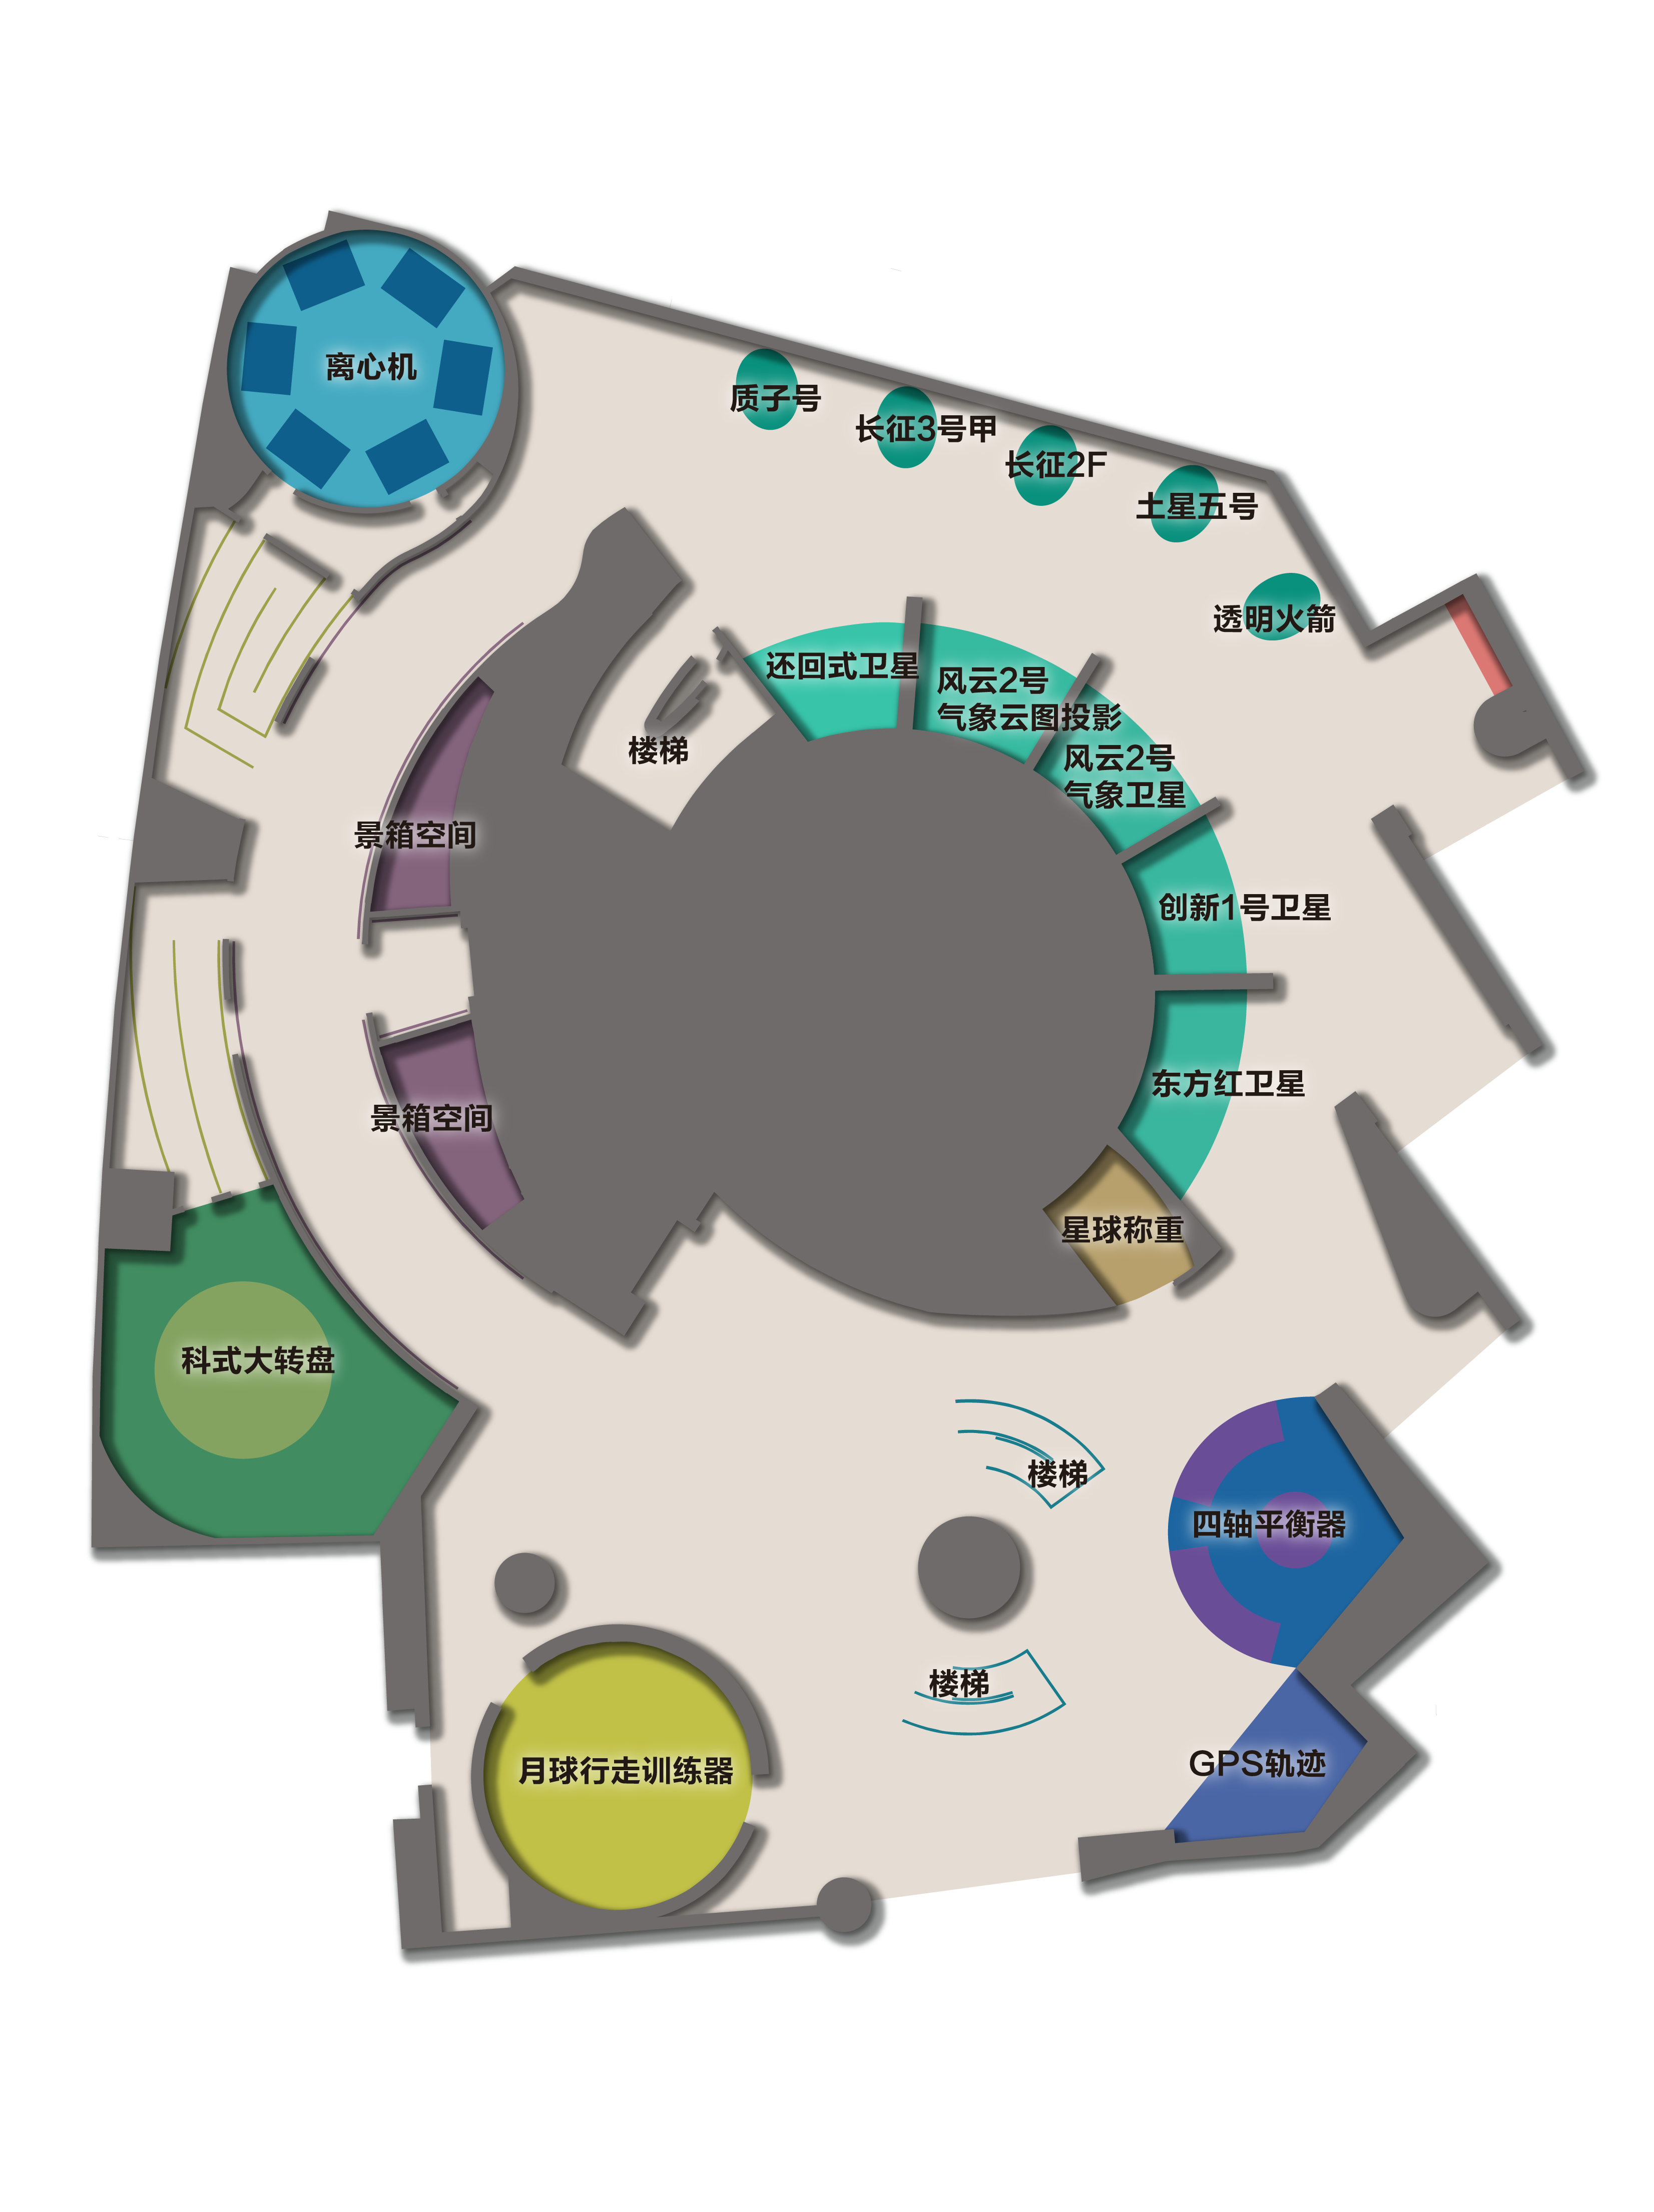 离心机
质子号
长征3号甲
长征2F
土星五号
透明火箭
还回式卫星
风云2号
气象云图投影
楼梯
风云2号
气象卫星
景箱空间
创新1号卫星
东方红卫星
景箱空间
星球称重
科式大转盘
楼梯
四轴平衡器
楼梯
GPS轨迹
月球行走训练器